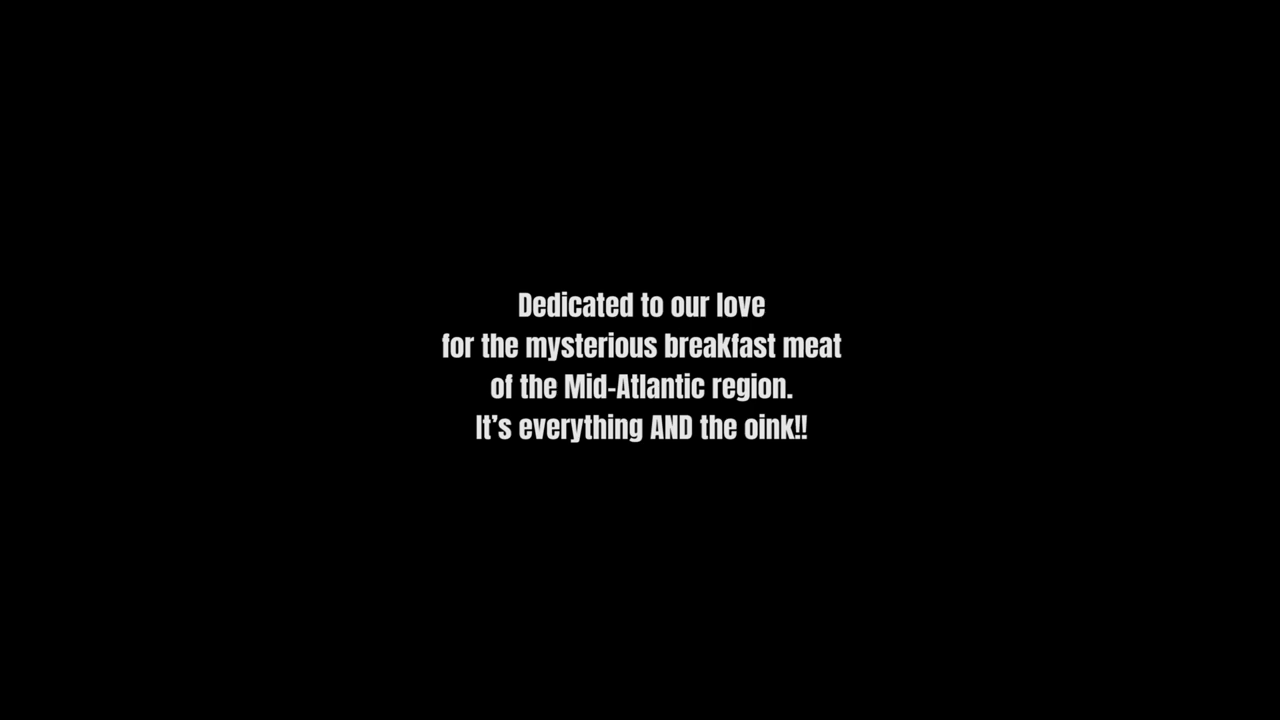 Dedicated to our love
for the mysterious breakfast meat
of the Mid-Atlantic region.
It’s everything AND the oink!!